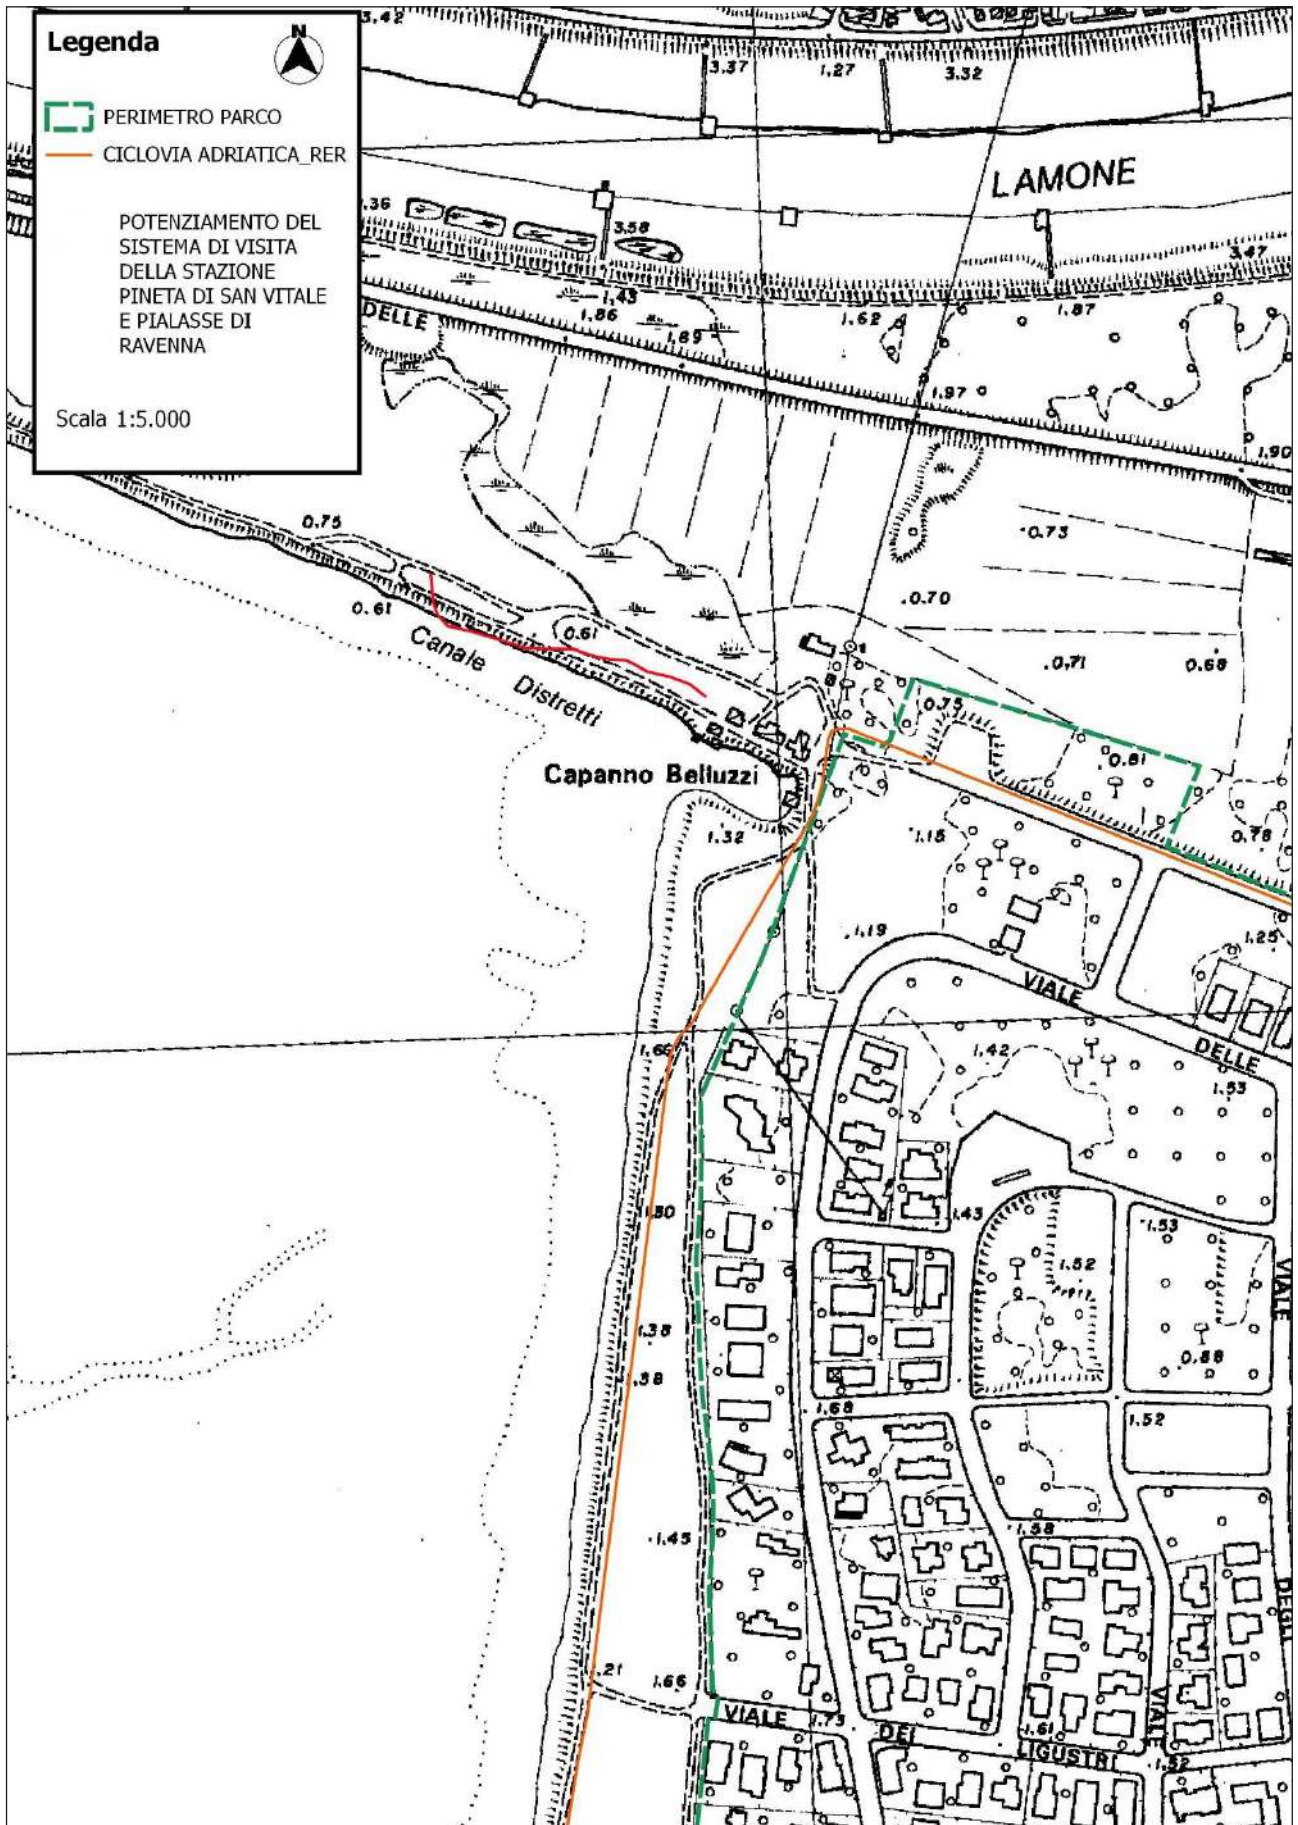 Legenda
N
PERIMETRO PARCO
CICLOVIA ADRIATICA_RER
POTENZIAMENTO DEL
SISTEMA DI VISITA
DELLA STAZIONE
PINETA DI SAN VITALE
E PIALASSE DI
RAVENNA
Scala 1:5.000
3.42
3.37
1.27
3.32
LAMONE
.36
3.58
3.47
1.43
1.86
1.89
1.62
1.87
DELLE
1.97
1.90
0.75
0.73
0.61
0.61
0.70
Canale Distretti
0.71
0.68
0.75
0.81
Capanno Belluzzi
1.32
1.15
0.78
1.19
1.25
VIALE
DELLE
1.66
1.42
1.53
1.43
1.53
1.52
VIALE
1.38
.38
0.88
1.68
1.52
1.45
1.58
DEGLI
.21
1.66
VIALE
1.73
DEI
1.61
LIGUSTRI
VIALE
1.52